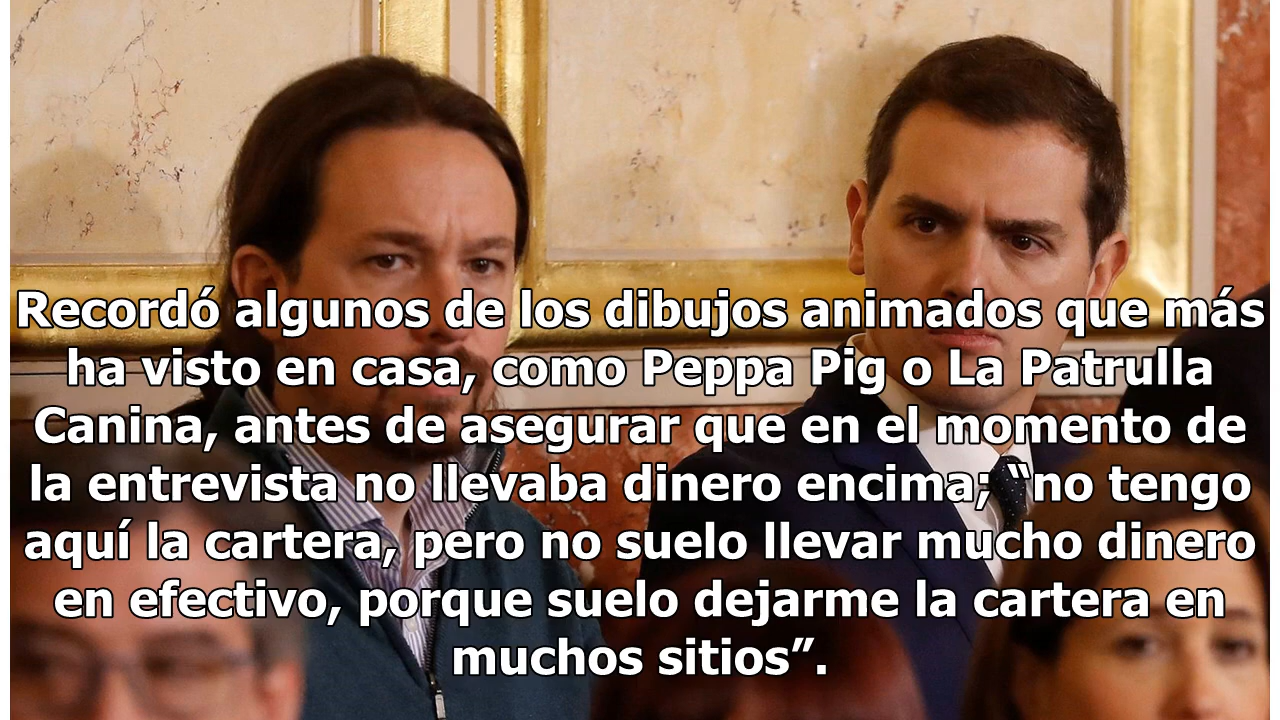 Recordó algunos de los dibujos animados que más
ha visto en casa, como Peppa Pig o La Patrulla
Canina, antes de asegurar que en el momento de
la entrevista no llevaba dinero encima; “no tengo
aquí la cartera, pero no suelo llevar mucho dinero
en efectivo, porque suelo dejarme la cartera en
muchos sitios”.